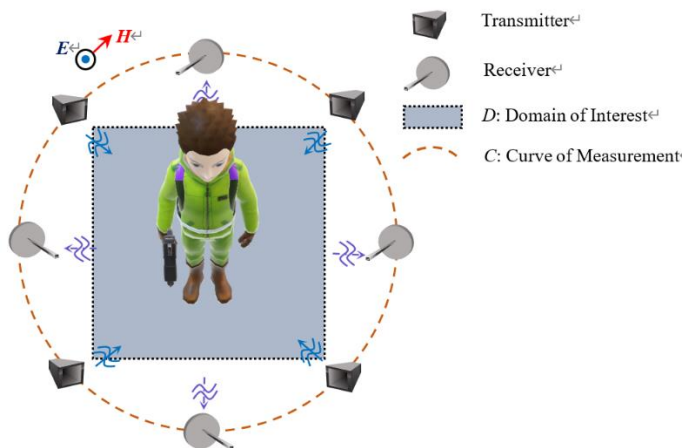 E↵ H↵
Transmitter↵
Receiver↵
D: Domain of Interest↵
C: Curve of Measurement↵